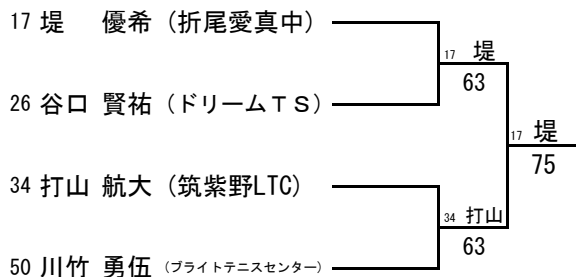 17 堤　優希（折尾愛真中）
17 堤
63
26 谷口 賢祐（ドリームＴＳ）
17 堤
75
34 打山 航大（筑紫野LTC）
34 打山
63
50 川竹 勇伍（ブライトテニスセンター）